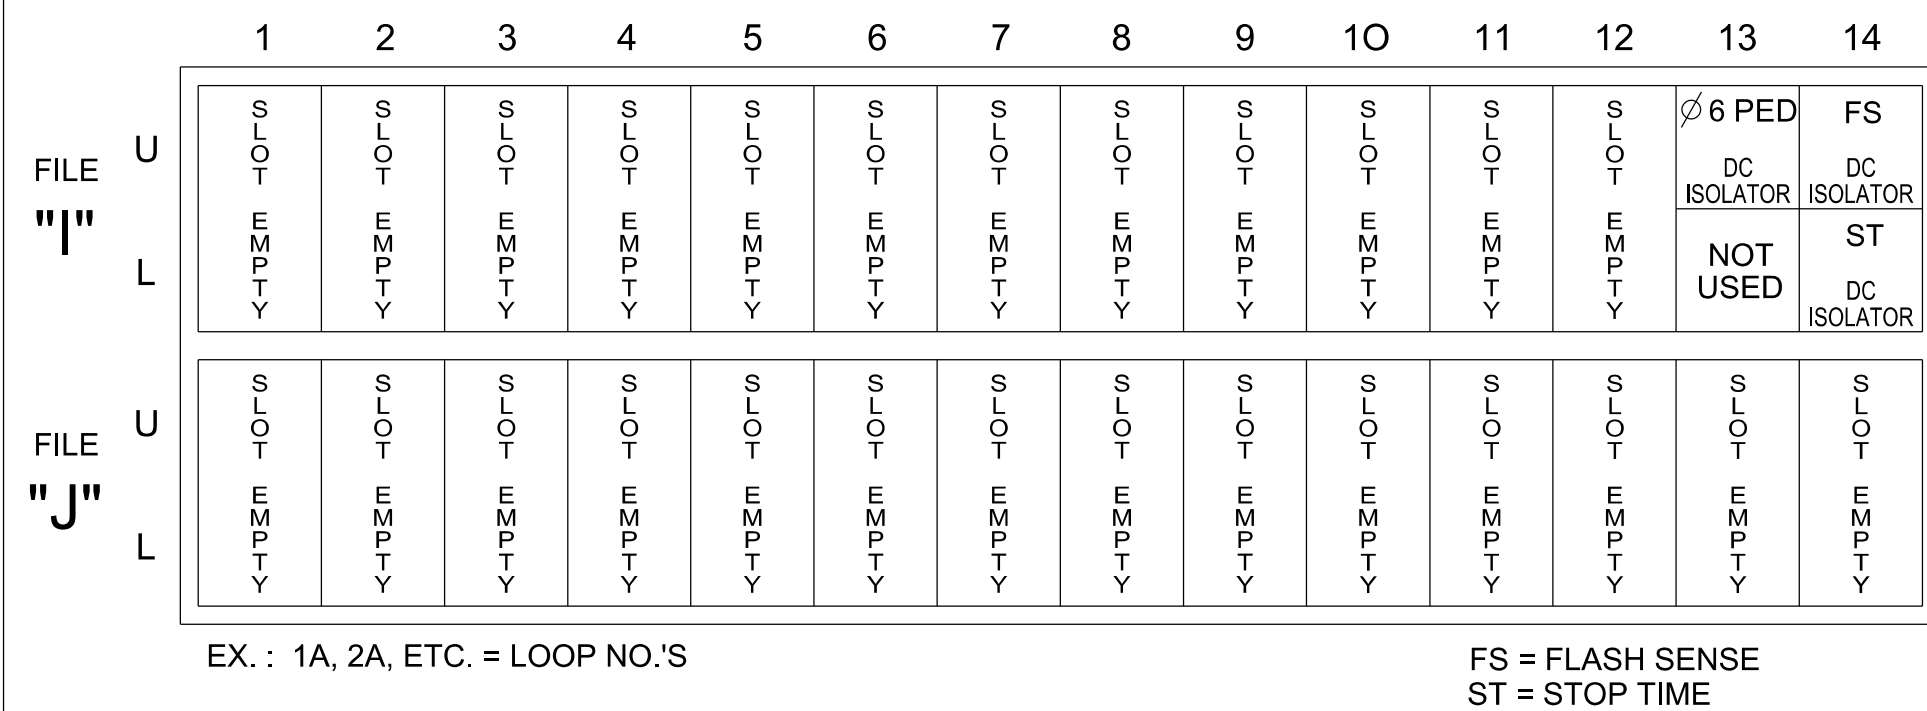 1 2 3 4 5 6 7 8 9 1O 11 12 13 14
FILE
"I"
U
L
SLOT EMPTY
SLOT EMPTY
SLOT EMPTY
SLOT EMPTY
SLOT EMPTY
SLOT EMPTY
SLOT EMPTY
SLOT EMPTY
SLOT EMPTY
SLOT EMPTY
SLOT EMPTY
SLOT EMPTY
∅ 6 PED
DC
ISOLATOR
NOT
USED
FS
DC
ISOLATOR
ST
DC
ISOLATOR
FILE
"J"
U
L
SLOT EMPTY
SLOT EMPTY
SLOT EMPTY
SLOT EMPTY
SLOT EMPTY
SLOT EMPTY
SLOT EMPTY
SLOT EMPTY
SLOT EMPTY
SLOT EMPTY
SLOT EMPTY
SLOT EMPTY
SLOT EMPTY
SLOT EMPTY
EX. : 1A, 2A, ETC. = LOOP NO.'S
FS = FLASH SENSE
ST = STOP TIME